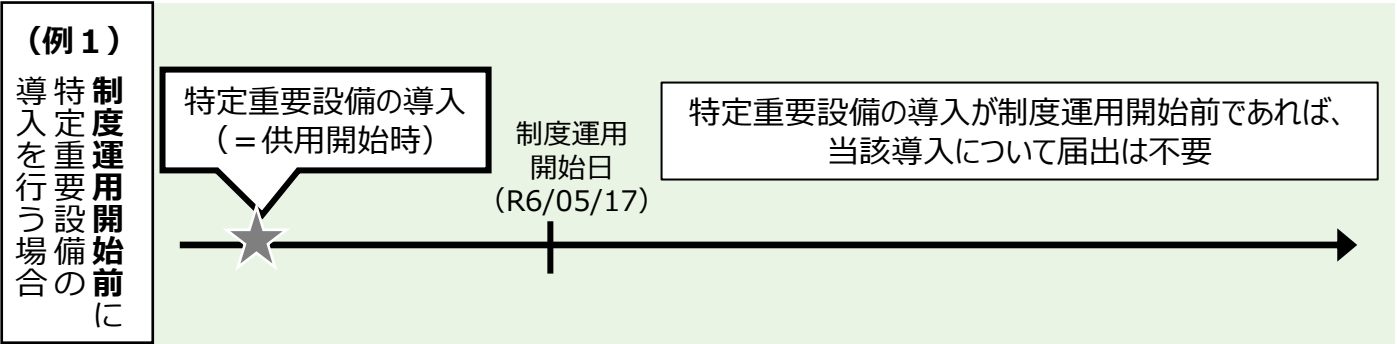 （例１）
制度運用開始前に
特定重要設備の
導入を行う場合
特定重要設備の導入
（＝供用開始時）
制度運用
開始日
（R6/05/17）
特定重要設備の導入が制度運用開始前であれば、
当該導入について届出は不要